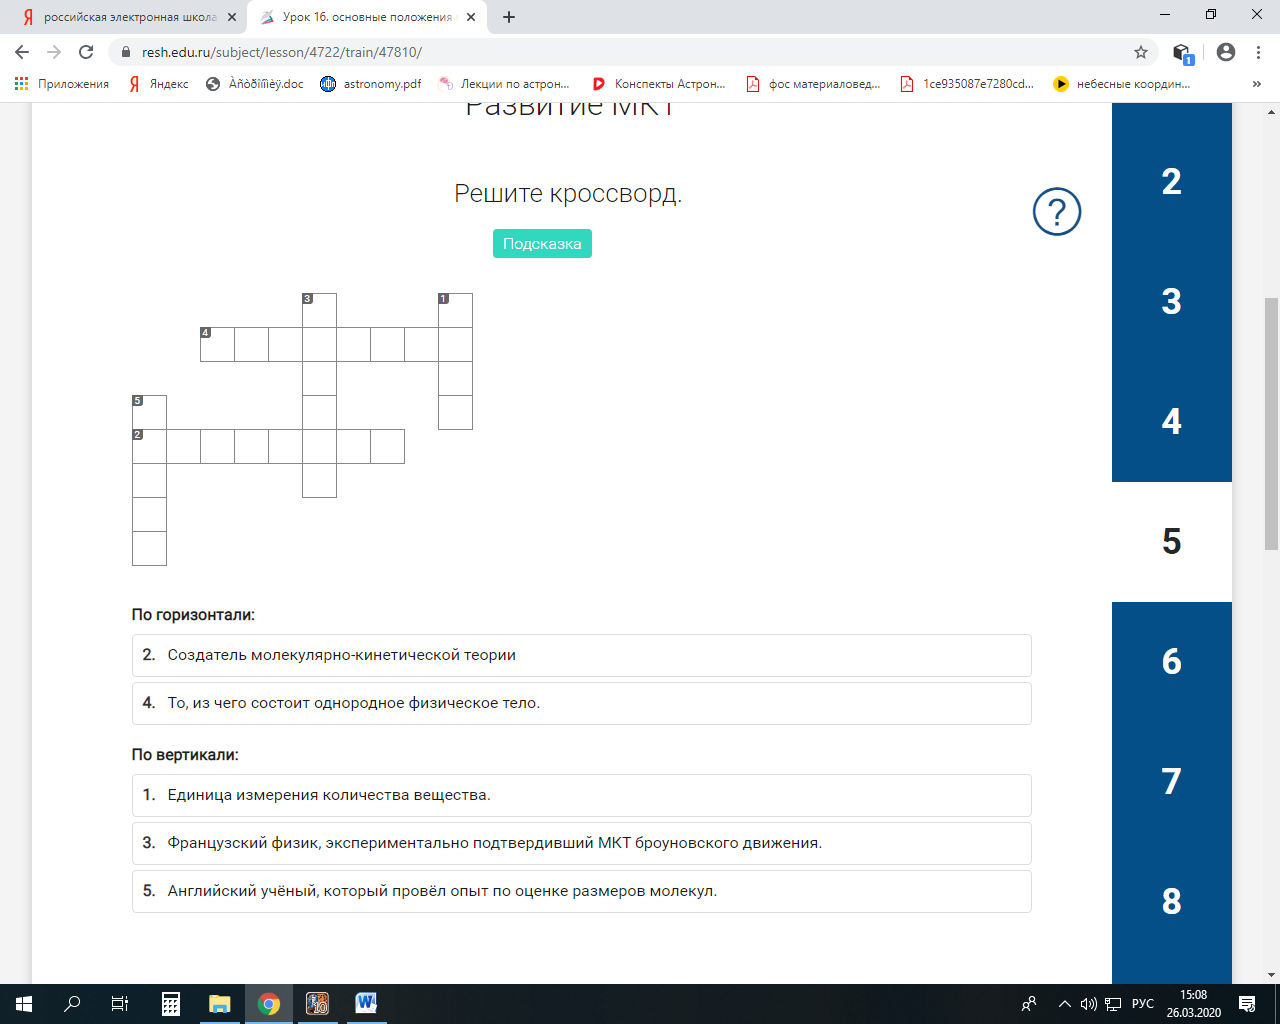 российская электронная школа
Урок 16. основные положения
resh.edu.ru/subject/lesson/4722/train/47810/
Приложения
Яндекс
Àñòðîíîìèÿ.doc
astronomy.pdf
Лекции по астрон...
Конспекты Астрон...
фос материаловед...
1ce935087e7280cd...
небесные координ...
»
Развитие МКТ
Решите кроссворд.
?
Подсказка
3
1
4
5
2
По горизонтали:
2. Создатель молекулярно-кинетической теории
4. То, из чего состоит однородное физическое тело.
По вертикали:
1. Единица измерения количества вещества.
3. Французский физик, экспериментально подтвердивший МКТ броуновского движения.
5. Английский учёный, который провёл опыт по оценке размеров молекул.
2
3
4
5
6
7
8
РУС
15:08
26.03.2020